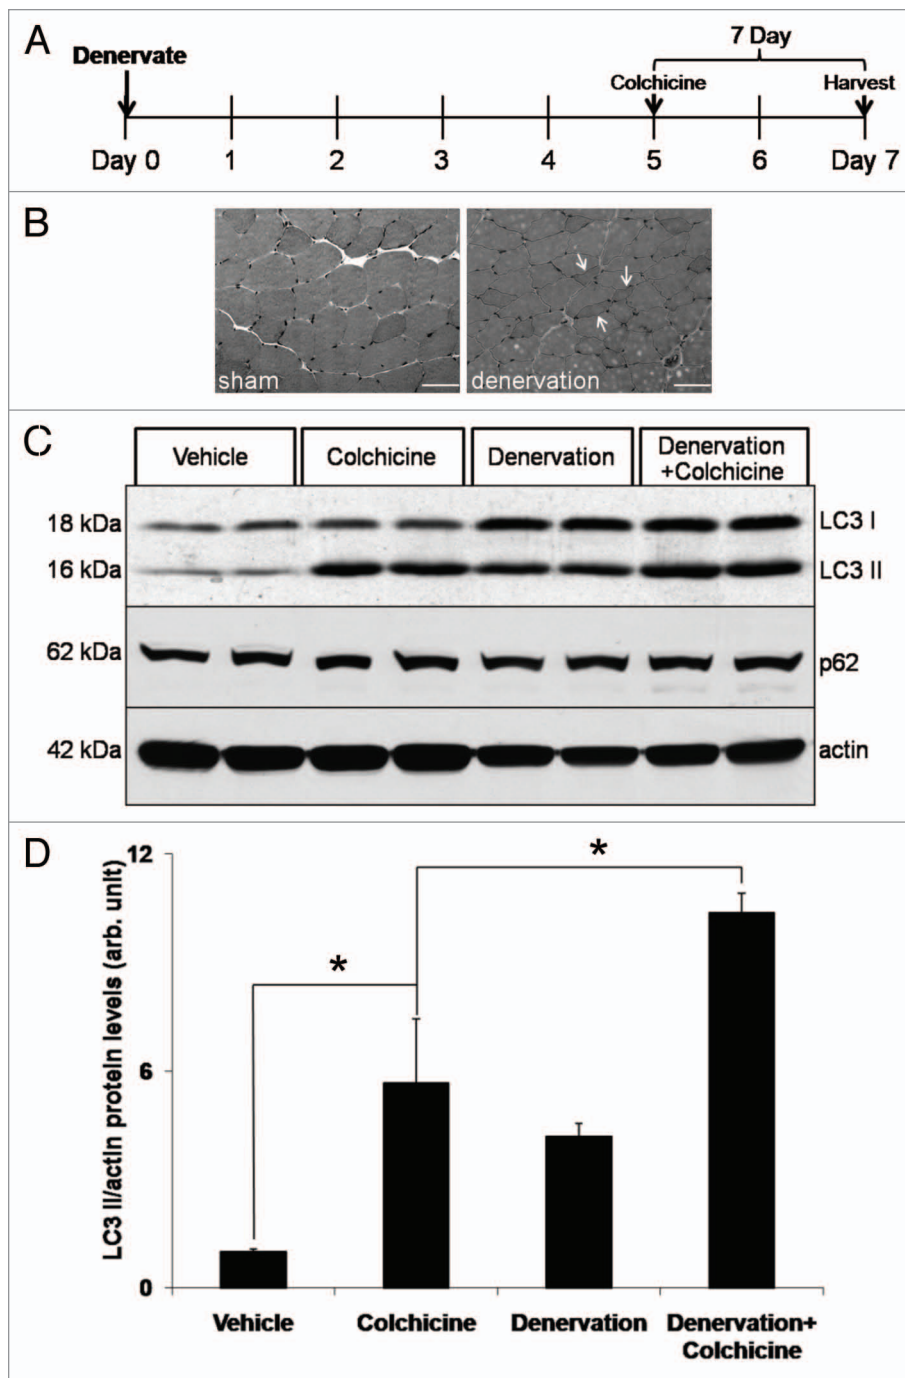 A
Denervate
7 Day
Colchicine
Harvest
Day 0
1
2
3
4
5
6
Day 7
B
sham
denervation
C
Vehicle
Colchicine
Denervation
Denervation
+Colchicine
18 kDa
LC3 I
16 kDa
LC3 II
62 kDa
p62
42 kDa
actin
D
LC3 II/actin protein levels (arb. unit)
12
6
0
*
*
Vehicle
Colchicine
Denervation
Denervation+
Colchicine